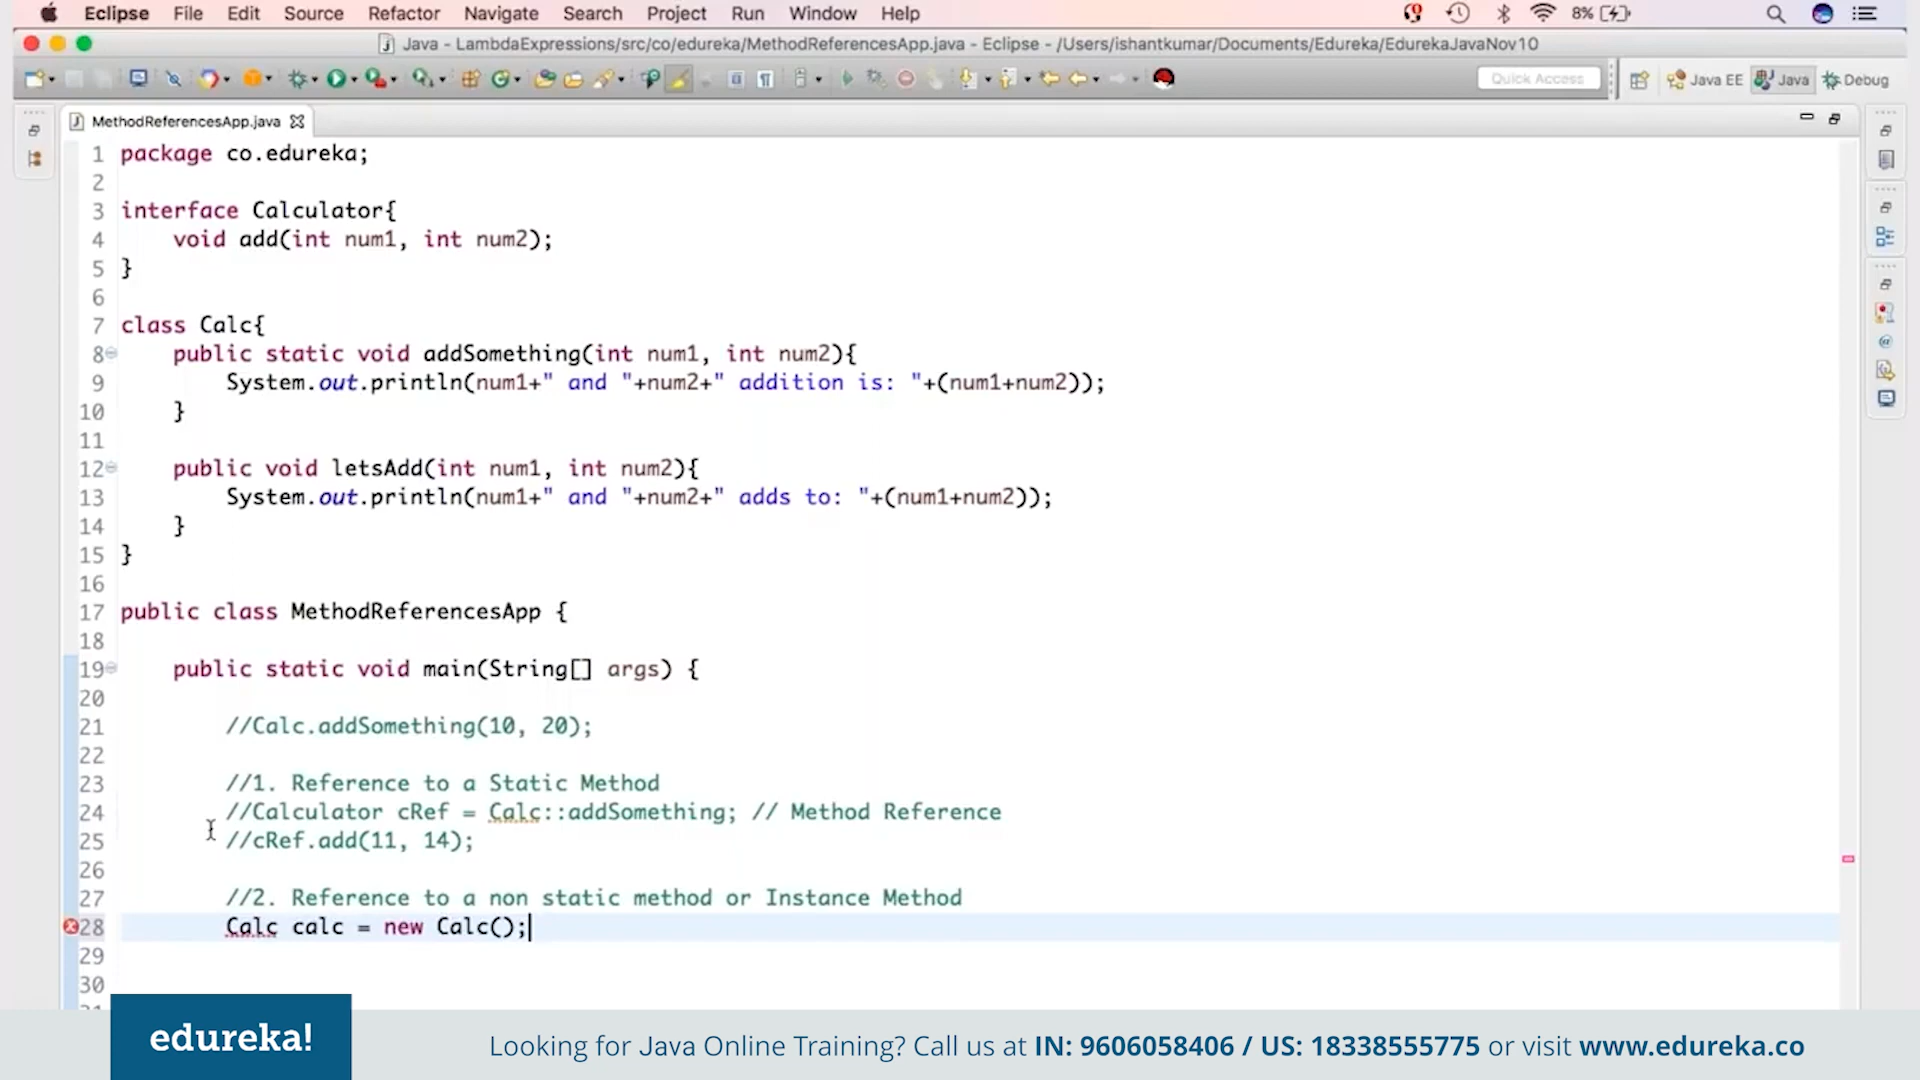 Eclipse File Edit Source Refactor Navigate Search Project Run Window Help 8%
Java - LambdaExpressions/src/co/edureka/MethodReferencesApp.java - Eclipse - /Users/ishantkumar/Documents/Edureka/EdurekaJavaNov10
Quick Access Java EE Java Debug
MethodReferencesApp.java
1 package co.edureka;
2
3 interface Calculator{
4 void add(int num1, int num2);
5 }
6
7 class Calc{
8 public static void addSomething(int num1, int num2){
9 System.out.println(num1+" and "+num2+" addition is: "+(num1+num2));
10 }
11
12 public void letsAdd(int num1, int num2){
13 System.out.println(num1+" and "+num2+" adds to: "+(num1+num2));
14 }
15 }
16
17 public class MethodReferencesApp {
18
19 public static void main(String[] args) {
20
21 //Calc.addSomething(10, 20);
22
23 //1. Reference to a Static Method
24 //Calculator cRef = Calc::addSomething; // Method Reference
25 //cRef.add(11, 14);
26
27 //2. Reference to a non static method or Instance Method
28 Calc calc = new Calc();
29
30
edureka!
Looking for Java Online Training? Call us at IN: 9606058406 / US: 18338555775 or visit www.edureka.co